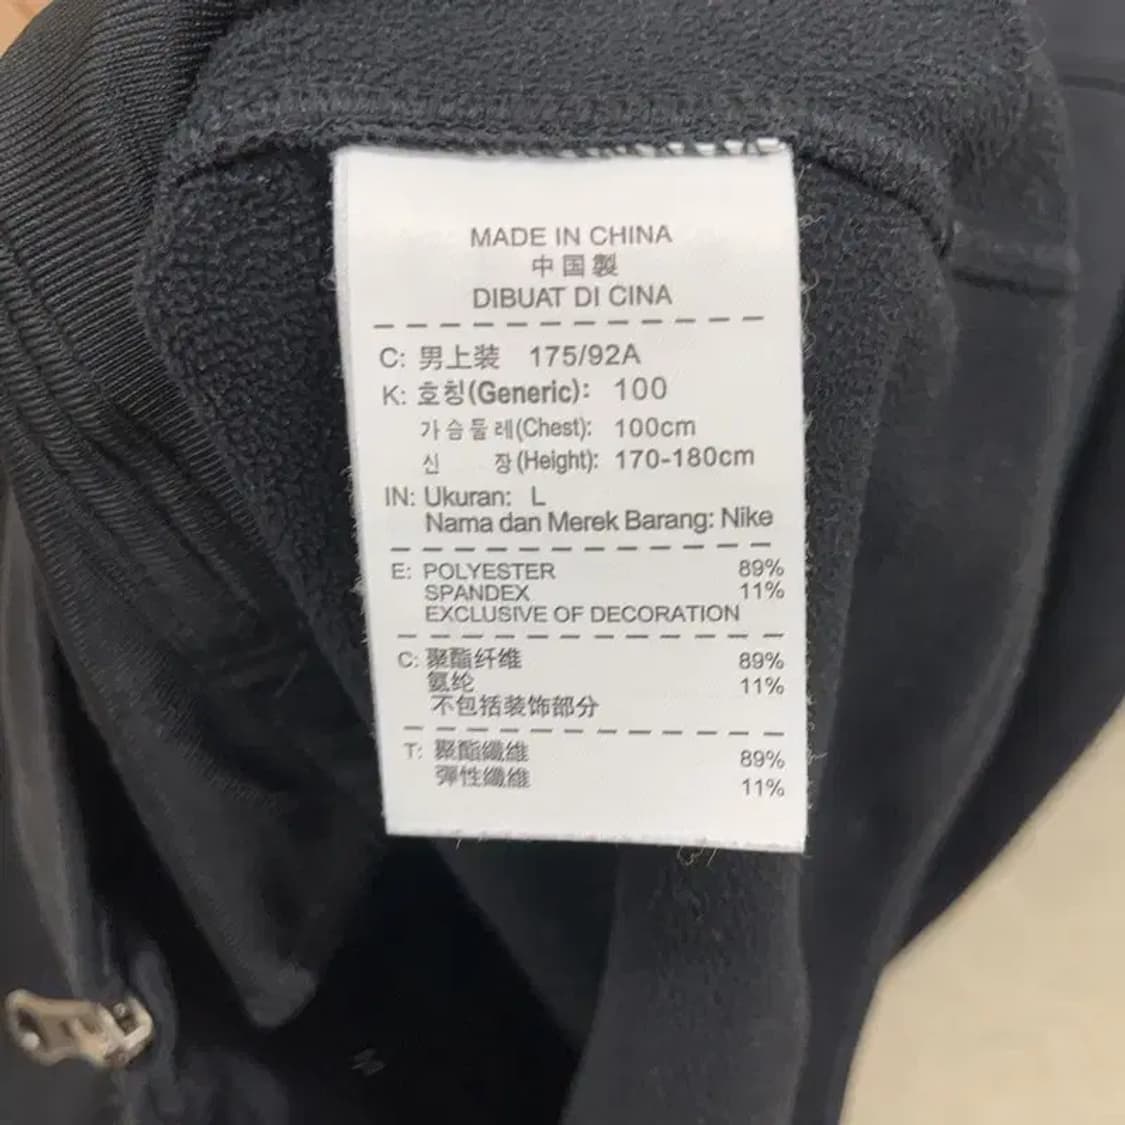 MADE IN CHINA
中国製
DIBUAT DI CINA
C: 男上装 175/92A
K: 호칭(Generic): 100
가슴둘레(Chest): 100cm
신 장(Height): 170-180cm
IN: Ukuran: L
Nama dan Merek Barang: Nike
E: POLYESTER 89%
SPANDEX 11%
EXCLUSIVE OF DECORATION
C: 聚酯纤维 89%
氨纶 11%
不包括装饰部分
T: 聚酯纖維 89%
彈性纖維 11%